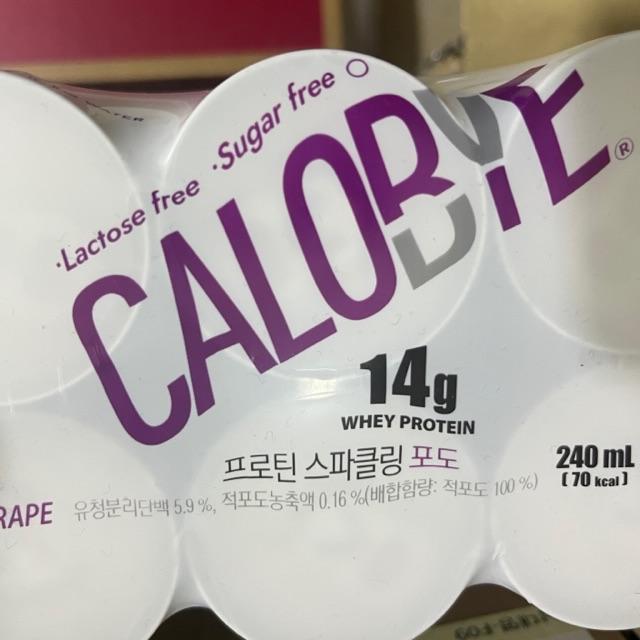 ·Lactose free ·Sugar free
CALOBYE®
14g
WHEY PROTEIN
프로틴 스파클링 포도
240 mL
[ 70 kcal ]
RAPE
유청분리단백 5.9 %, 적포도농축액 0.16 %(배합함량: 적포도 100 %)